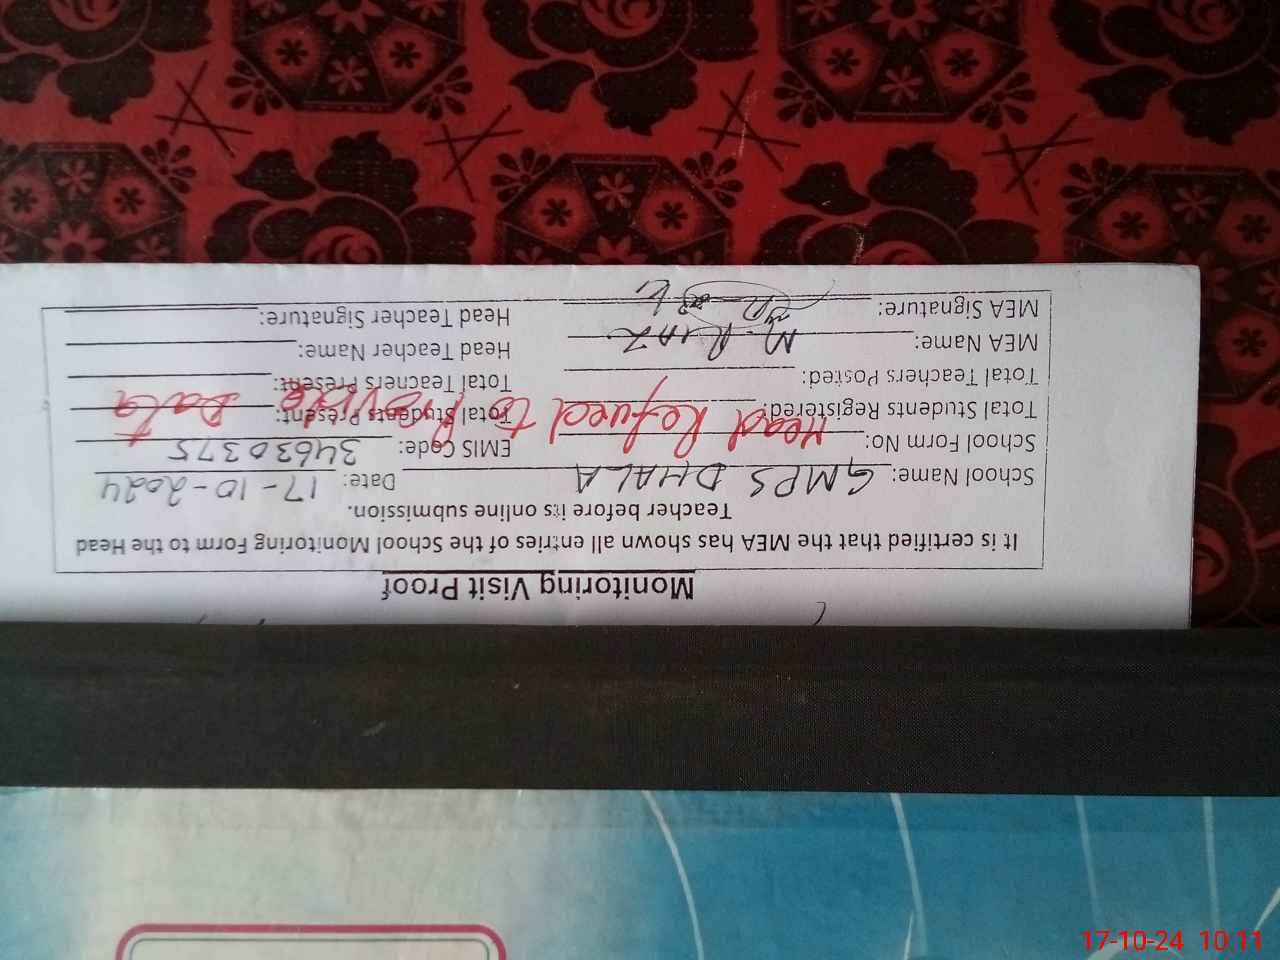 Monitoring Visit Proof
It is certified that the MEA has shown all entries of the School Monitoring Form to the Head
Teacher before its online submission.
School Name: GMPS DHALA Date: 17-10-2024
School Form No: EMIS Code: 34630375
Total Students Registered: Total Students Present:
Head Refused to Provide Data
Total Teachers Posted: Total Teachers Present:
MEA Name: M. Riaz Head Teacher Name:
MEA Signature: Head Teacher Signature:
17-10-24 10:11